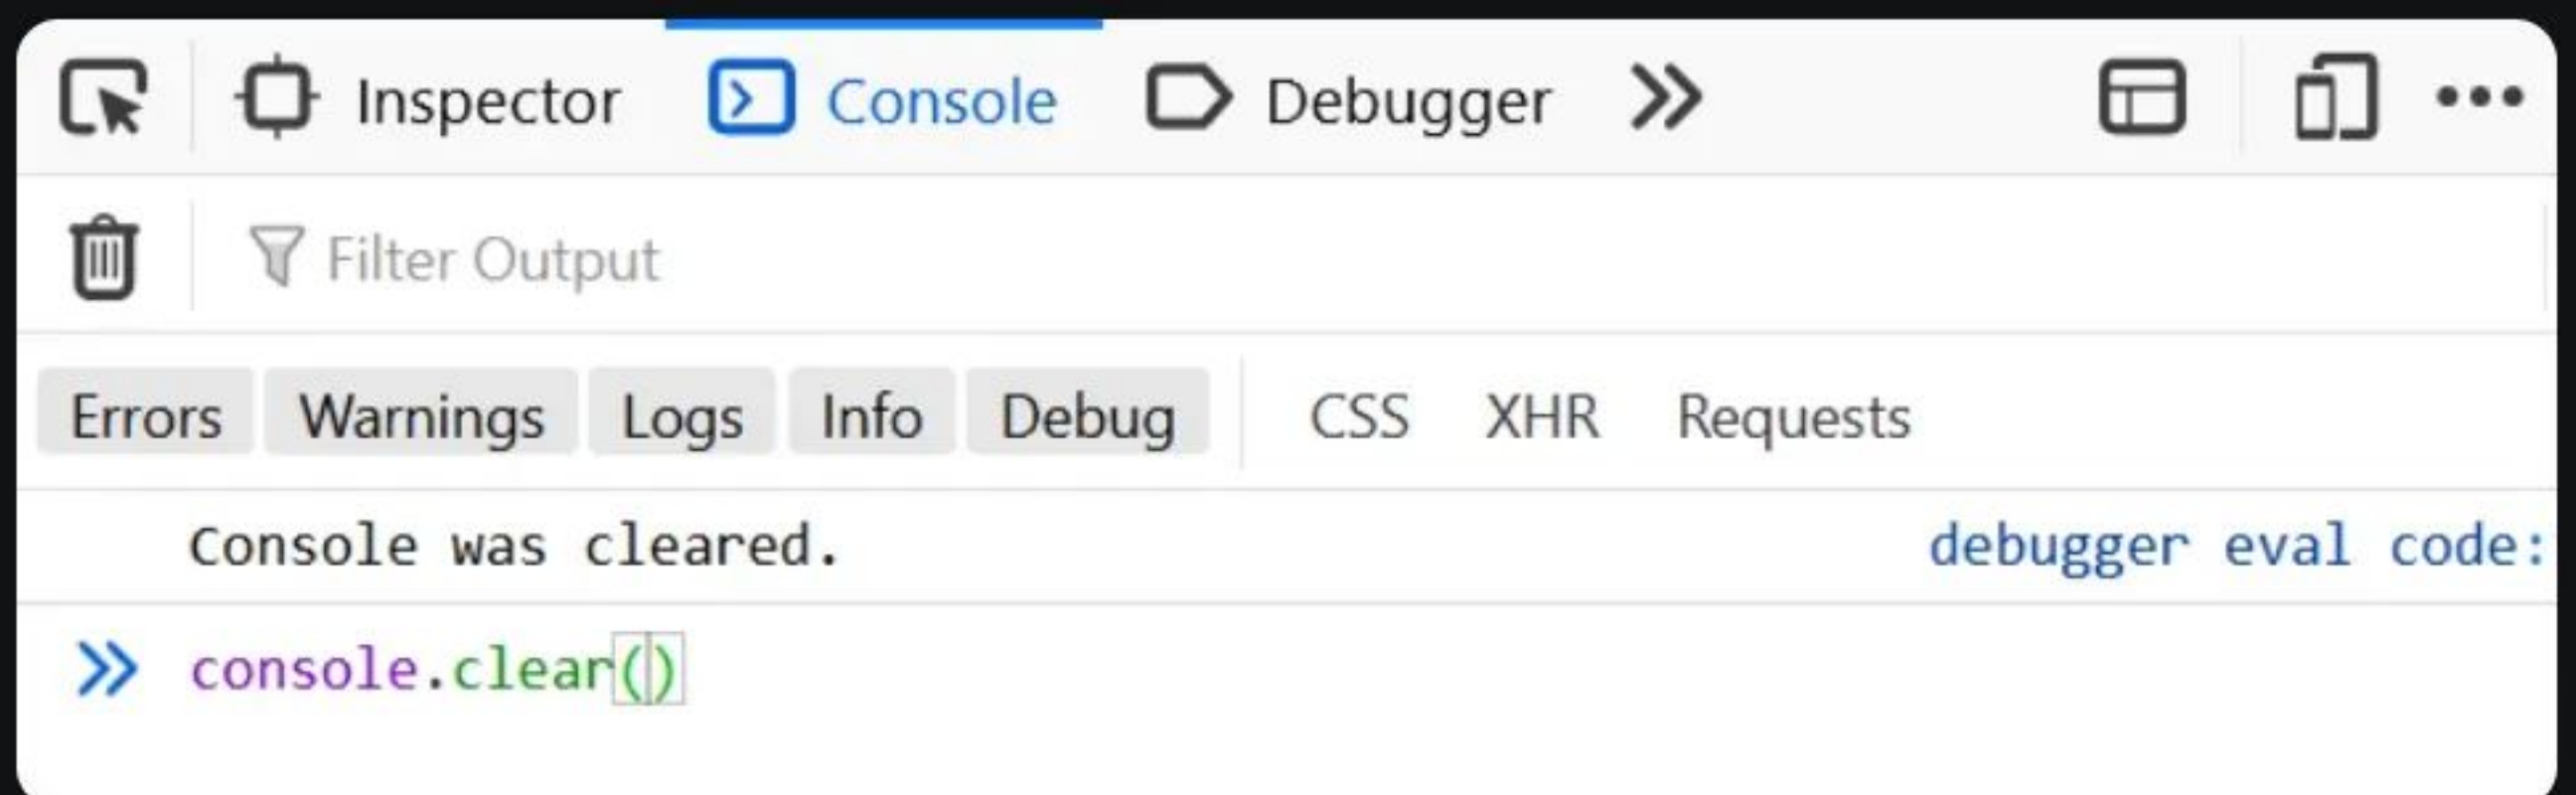 Inspector Console Debugger
Filter Output
Errors Warnings Logs Info Debug CSS XHR Requests
Console was cleared. debugger eval code:
console.clear()